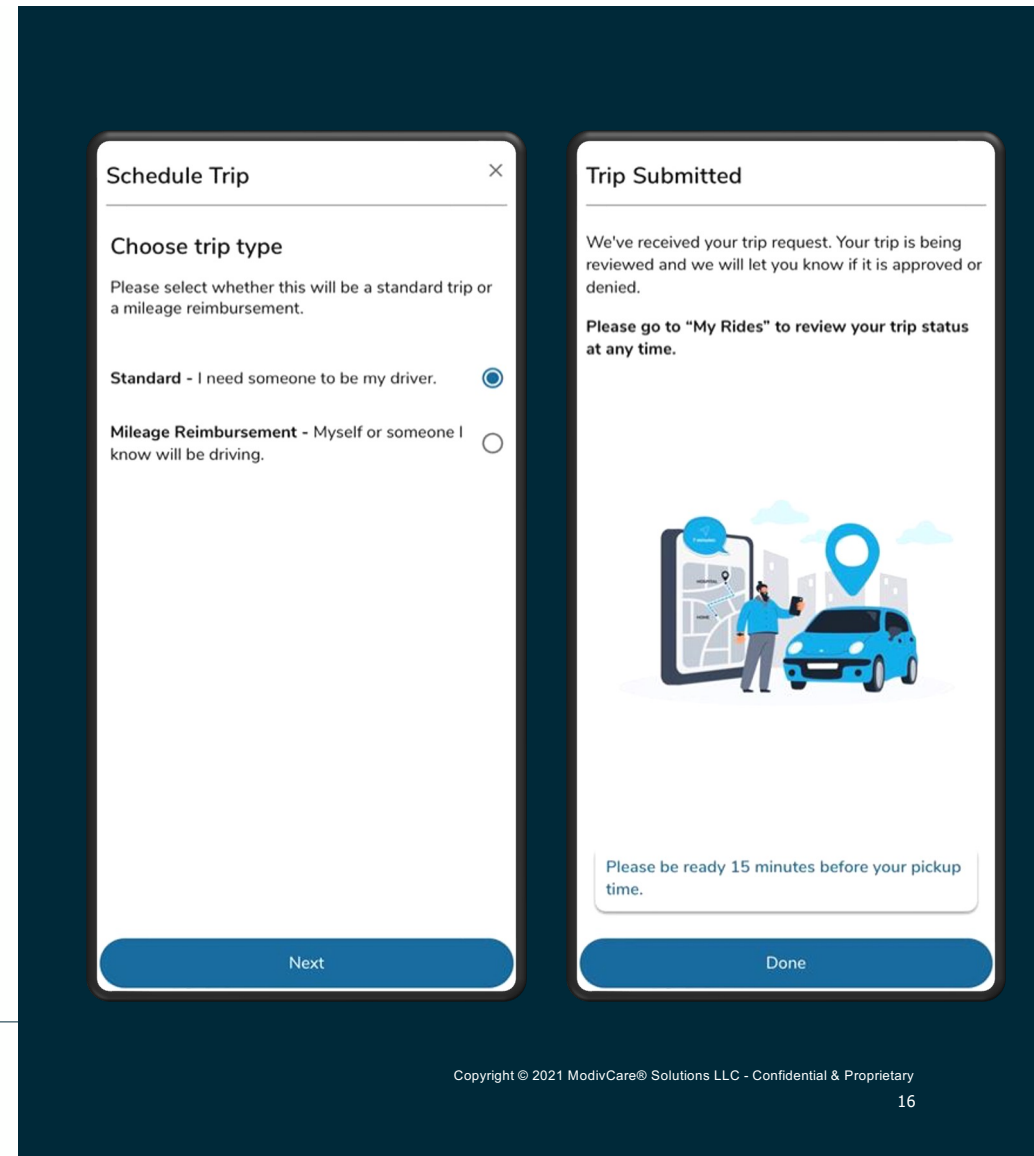 Schedule Trip
Choose trip type
Please select whether this will be a standard trip or
a mileage reimbursement.
Standard - I need someone to be my driver.
Mileage Reimbursement - Myself or someone I
know will be driving.
Next
Trip Submitted
We've received your trip request. Your trip is being
reviewed and we will let you know if it is approved or
denied.
Please go to “My Rides” to review your trip status
at any time.
7 minutes
HOSPITAL
HOME
Please be ready 15 minutes before your pickup
time.
Done
Copyright © 2021 ModivCare® Solutions LLC - Confidential & Proprietary
16